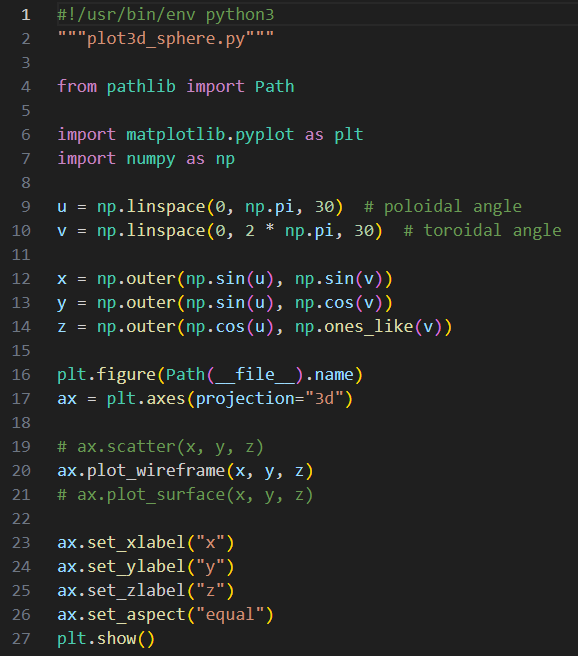 1 #!/usr/bin/env python3
2 """plot3d_sphere.py"""
3
4 from pathlib import Path
5
6 import matplotlib.pyplot as plt
7 import numpy as np
8
9 u = np.linspace(0, np.pi, 30)  # poloidal angle
10 v = np.linspace(0, 2 * np.pi, 30)  # toroidal angle
11
12 x = np.outer(np.sin(u), np.sin(v))
13 y = np.outer(np.sin(u), np.cos(v))
14 z = np.outer(np.cos(u), np.ones_like(v))
15
16 plt.figure(Path(__file__).name)
17 ax = plt.axes(projection="3d")
18
19 # ax.scatter(x, y, z)
20 ax.plot_wireframe(x, y, z)
21 # ax.plot_surface(x, y, z)
22
23 ax.set_xlabel("x")
24 ax.set_ylabel("y")
25 ax.set_zlabel("z")
26 ax.set_aspect("equal")
27 plt.show()